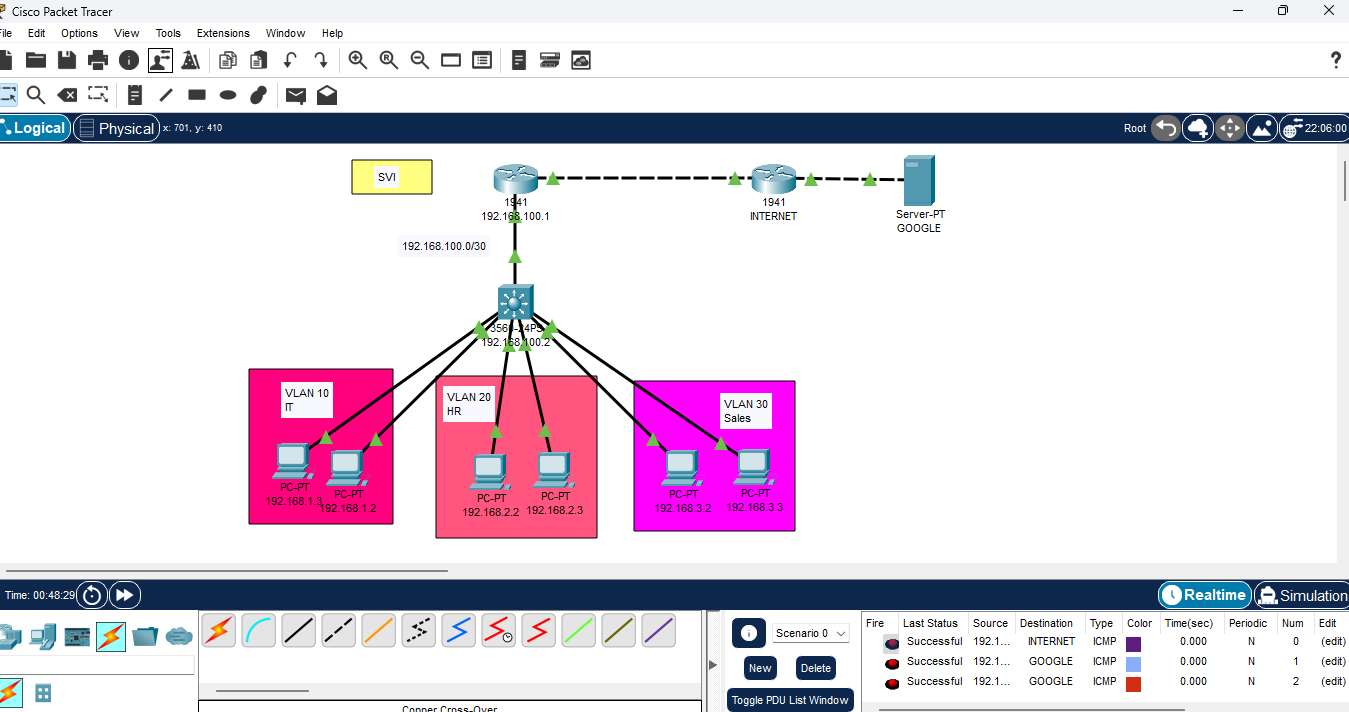 Cisco Packet Tracer
File Edit Options View Tools Extensions Window Help
Logical Physical x: 701, y: 410 Root 22:06:00
SVI
1941
192.168.100.1
1941
INTERNET
Server-PT
GOOGLE
192.168.100.0/30
3560-24PS
192.168.100.2
VLAN 10
IT
VLAN 20
HR
VLAN 30
Sales
PC-PT
192.168.1.3
PC-PT
192.168.1.2
PC-PT
192.168.2.2
PC-PT
192.168.2.3
PC-PT
192.168.3.2
PC-PT
192.168.3.3
Time: 00:48:29 Realtime Simulation
Scenario 0
New Delete
Toggle PDU List Window
Fire Last Status Source Destination Type Color Time(sec) Periodic Num Edit
Successful 192.1... INTERNET ICMP 0.000 N 0 (edit)
Successful 192.1... GOOGLE ICMP 0.000 N 1 (edit)
Successful 192.1... GOOGLE ICMP 0.000 N 2 (edit)
Copper Cross-Over